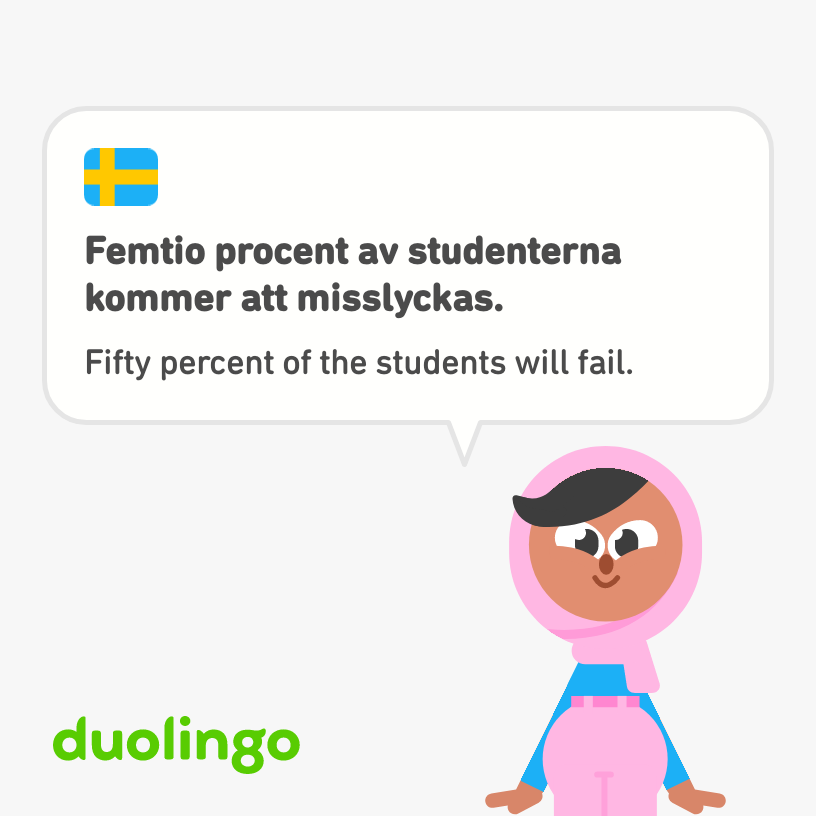 Femtio procent av studenterna
kommer att misslyckas.
Fifty percent of the students will fail.
duolingo